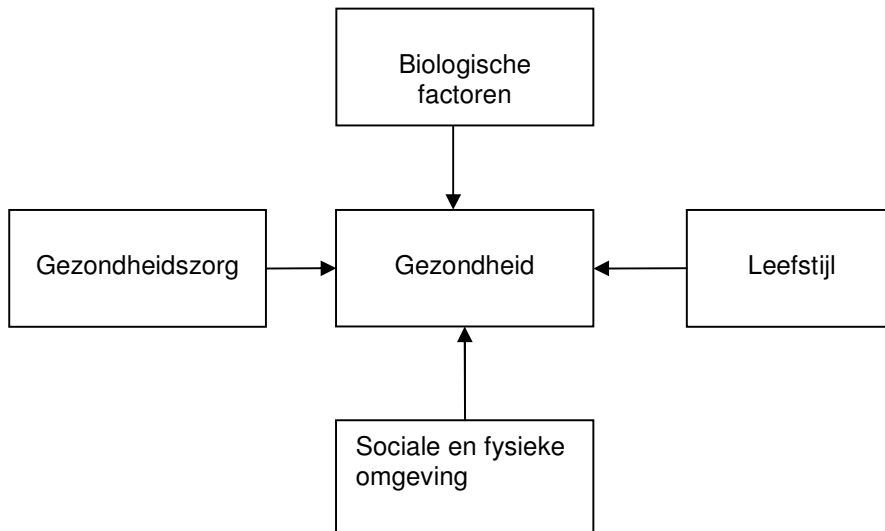 Biologische
factoren
Gezondheidszorg
Gezondheid
Leefstijl
Sociale en fysieke
omgeving